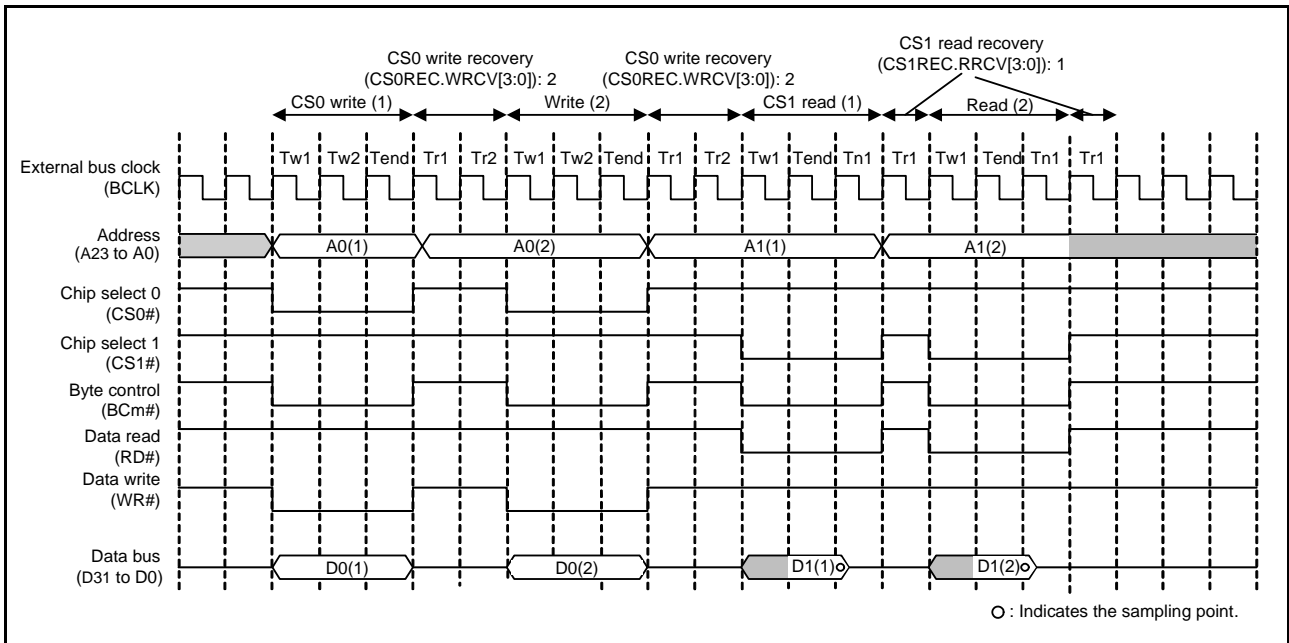 CS0 write recovery
(CS0REC.WRCV[3:0]): 2
CS0 write recovery
(CS0REC.WRCV[3:0]): 2
CS1 read recovery
(CS1REC.RRCV[3:0]): 1
CS0 write (1)
Write (2)
CS1 read (1)
Read (2)
Tw1 Tw2 Tend Tr1 Tr2 Tw1 Tw2 Tend Tr1 Tr2 Tw1 Tend Tn1 Tr1 Tw1 Tend Tn1 Tr1
External bus clock
(BCLK)
Address
(A23 to A0)
A0(1) A0(2) A1(1) A1(2)
Chip select 0
(CS0#)
Chip select 1
(CS1#)
Byte control
(BCm#)
Data read
(RD#)
Data write
(WR#)
Data bus
(D31 to D0)
D0(1) D0(2) D1(1) D1(2)
: Indicates the sampling point.